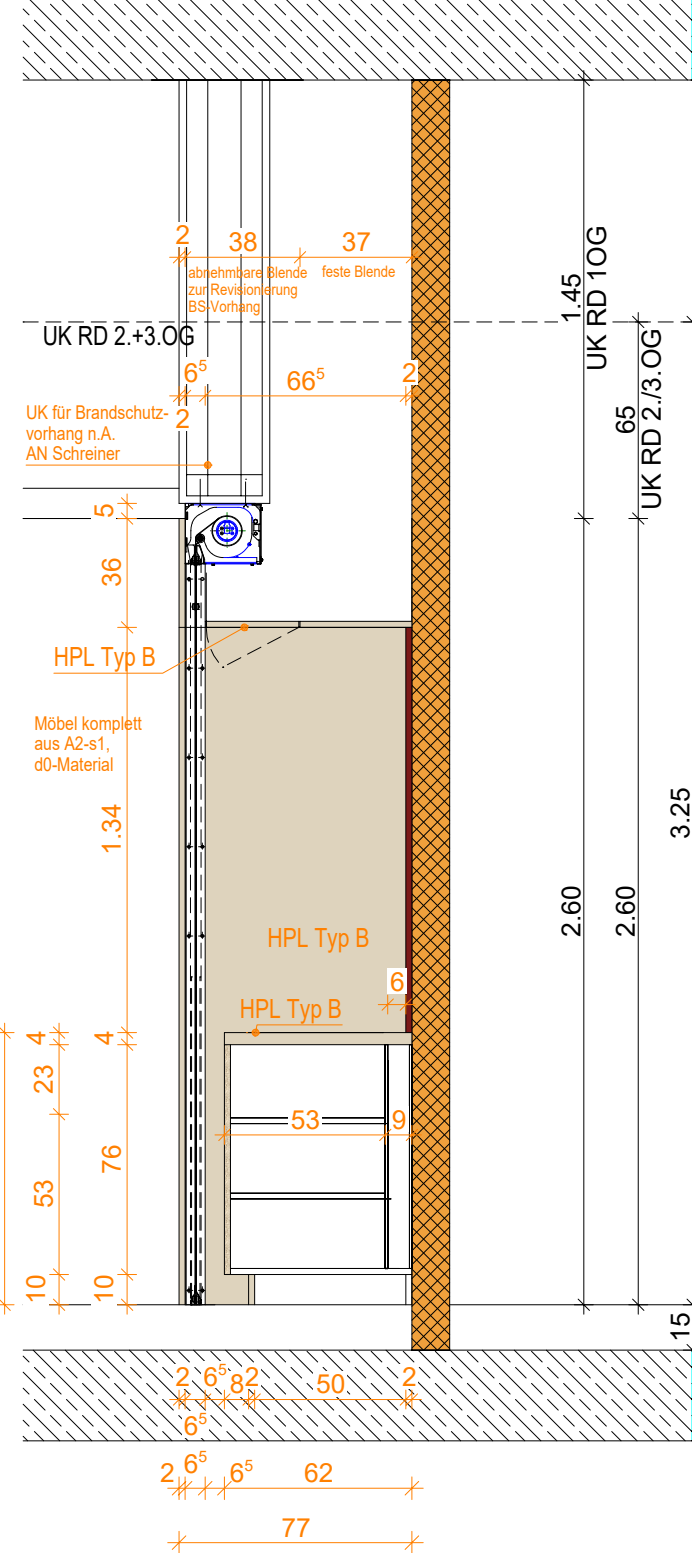 2
38
37
abnehmbare Blende
zur Revisionierung
BS-Vorhang
feste Blende
1.45
UK RD 1OG
UK RD 2.+3.OG
65
UK RD 2./3.OG
6⁵
66⁵
2
2
UK für Brandschutz-
vorhang n.A.
AN Schreiner
5
36
HPL Typ B
Möbel komplett
aus A2-s1,
d0-Material
1.34
3.25
2.60
2.60
HPL Typ B
6
HPL Typ B
4
4
23
53
9
76
53
10
10
15
2
6⁵
8
2
50
2
6⁵
2
6⁵
6⁵
62
77